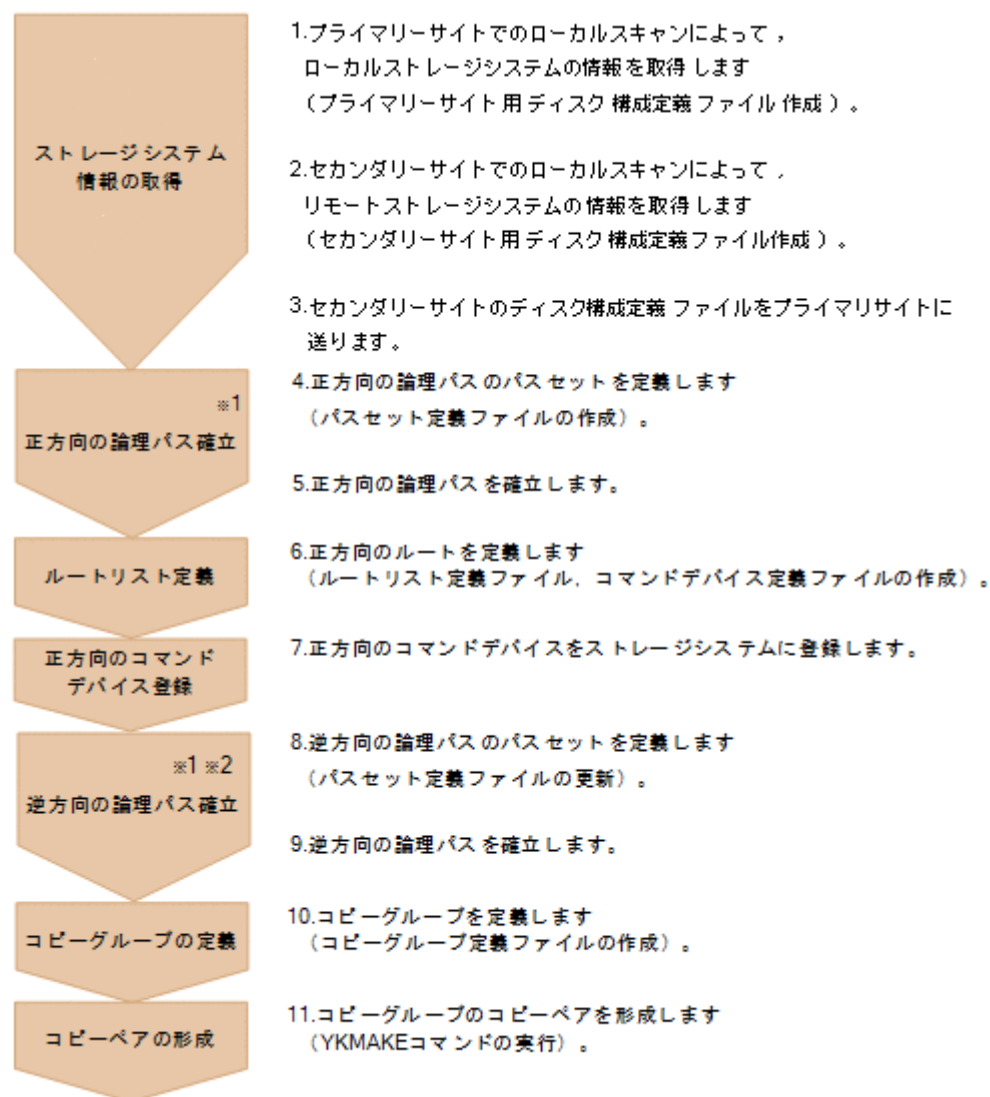 ストレージシステム
情報の取得
1.プライマリーサイトでのローカルスキャンによって，
ローカルストレージシステムの情報を取得します
（プライマリーサイト用ディスク構成定義ファイル作成）。
2.セカンダリーサイトでのローカルスキャンによって，
リモートストレージシステムの情報を取得します
（セカンダリーサイト用ディスク構成定義ファイル作成）。
3.セカンダリーサイトのディスク構成定義ファイルをプライマリサイトに
送ります。
※1
正方向の論理パス確立
4.正方向の論理パスのパスセットを定義します
（パスセット定義ファイルの作成）。
5.正方向の論理パスを確立します。
ルートリスト定義
6.正方向のルートを定義します
（ルートリスト定義ファイル，コマンドデバイス定義ファイルの作成）。
正方向のコマンド
デバイス登録
7.正方向のコマンドデバイスをストレージシステムに登録します。
※1 ※2
逆方向の論理パス確立
8.逆方向の論理パスのパスセットを定義します
（パスセット定義ファイルの更新）。
9.逆方向の論理パスを確立します。
コピーグループの定義
10.コピーグループを定義します
（コピーグループ定義ファイルの作成）。
コピーペアの形成
11.コピーグループのコピーペアを形成します
（YKMAKEコマンドの実行）。